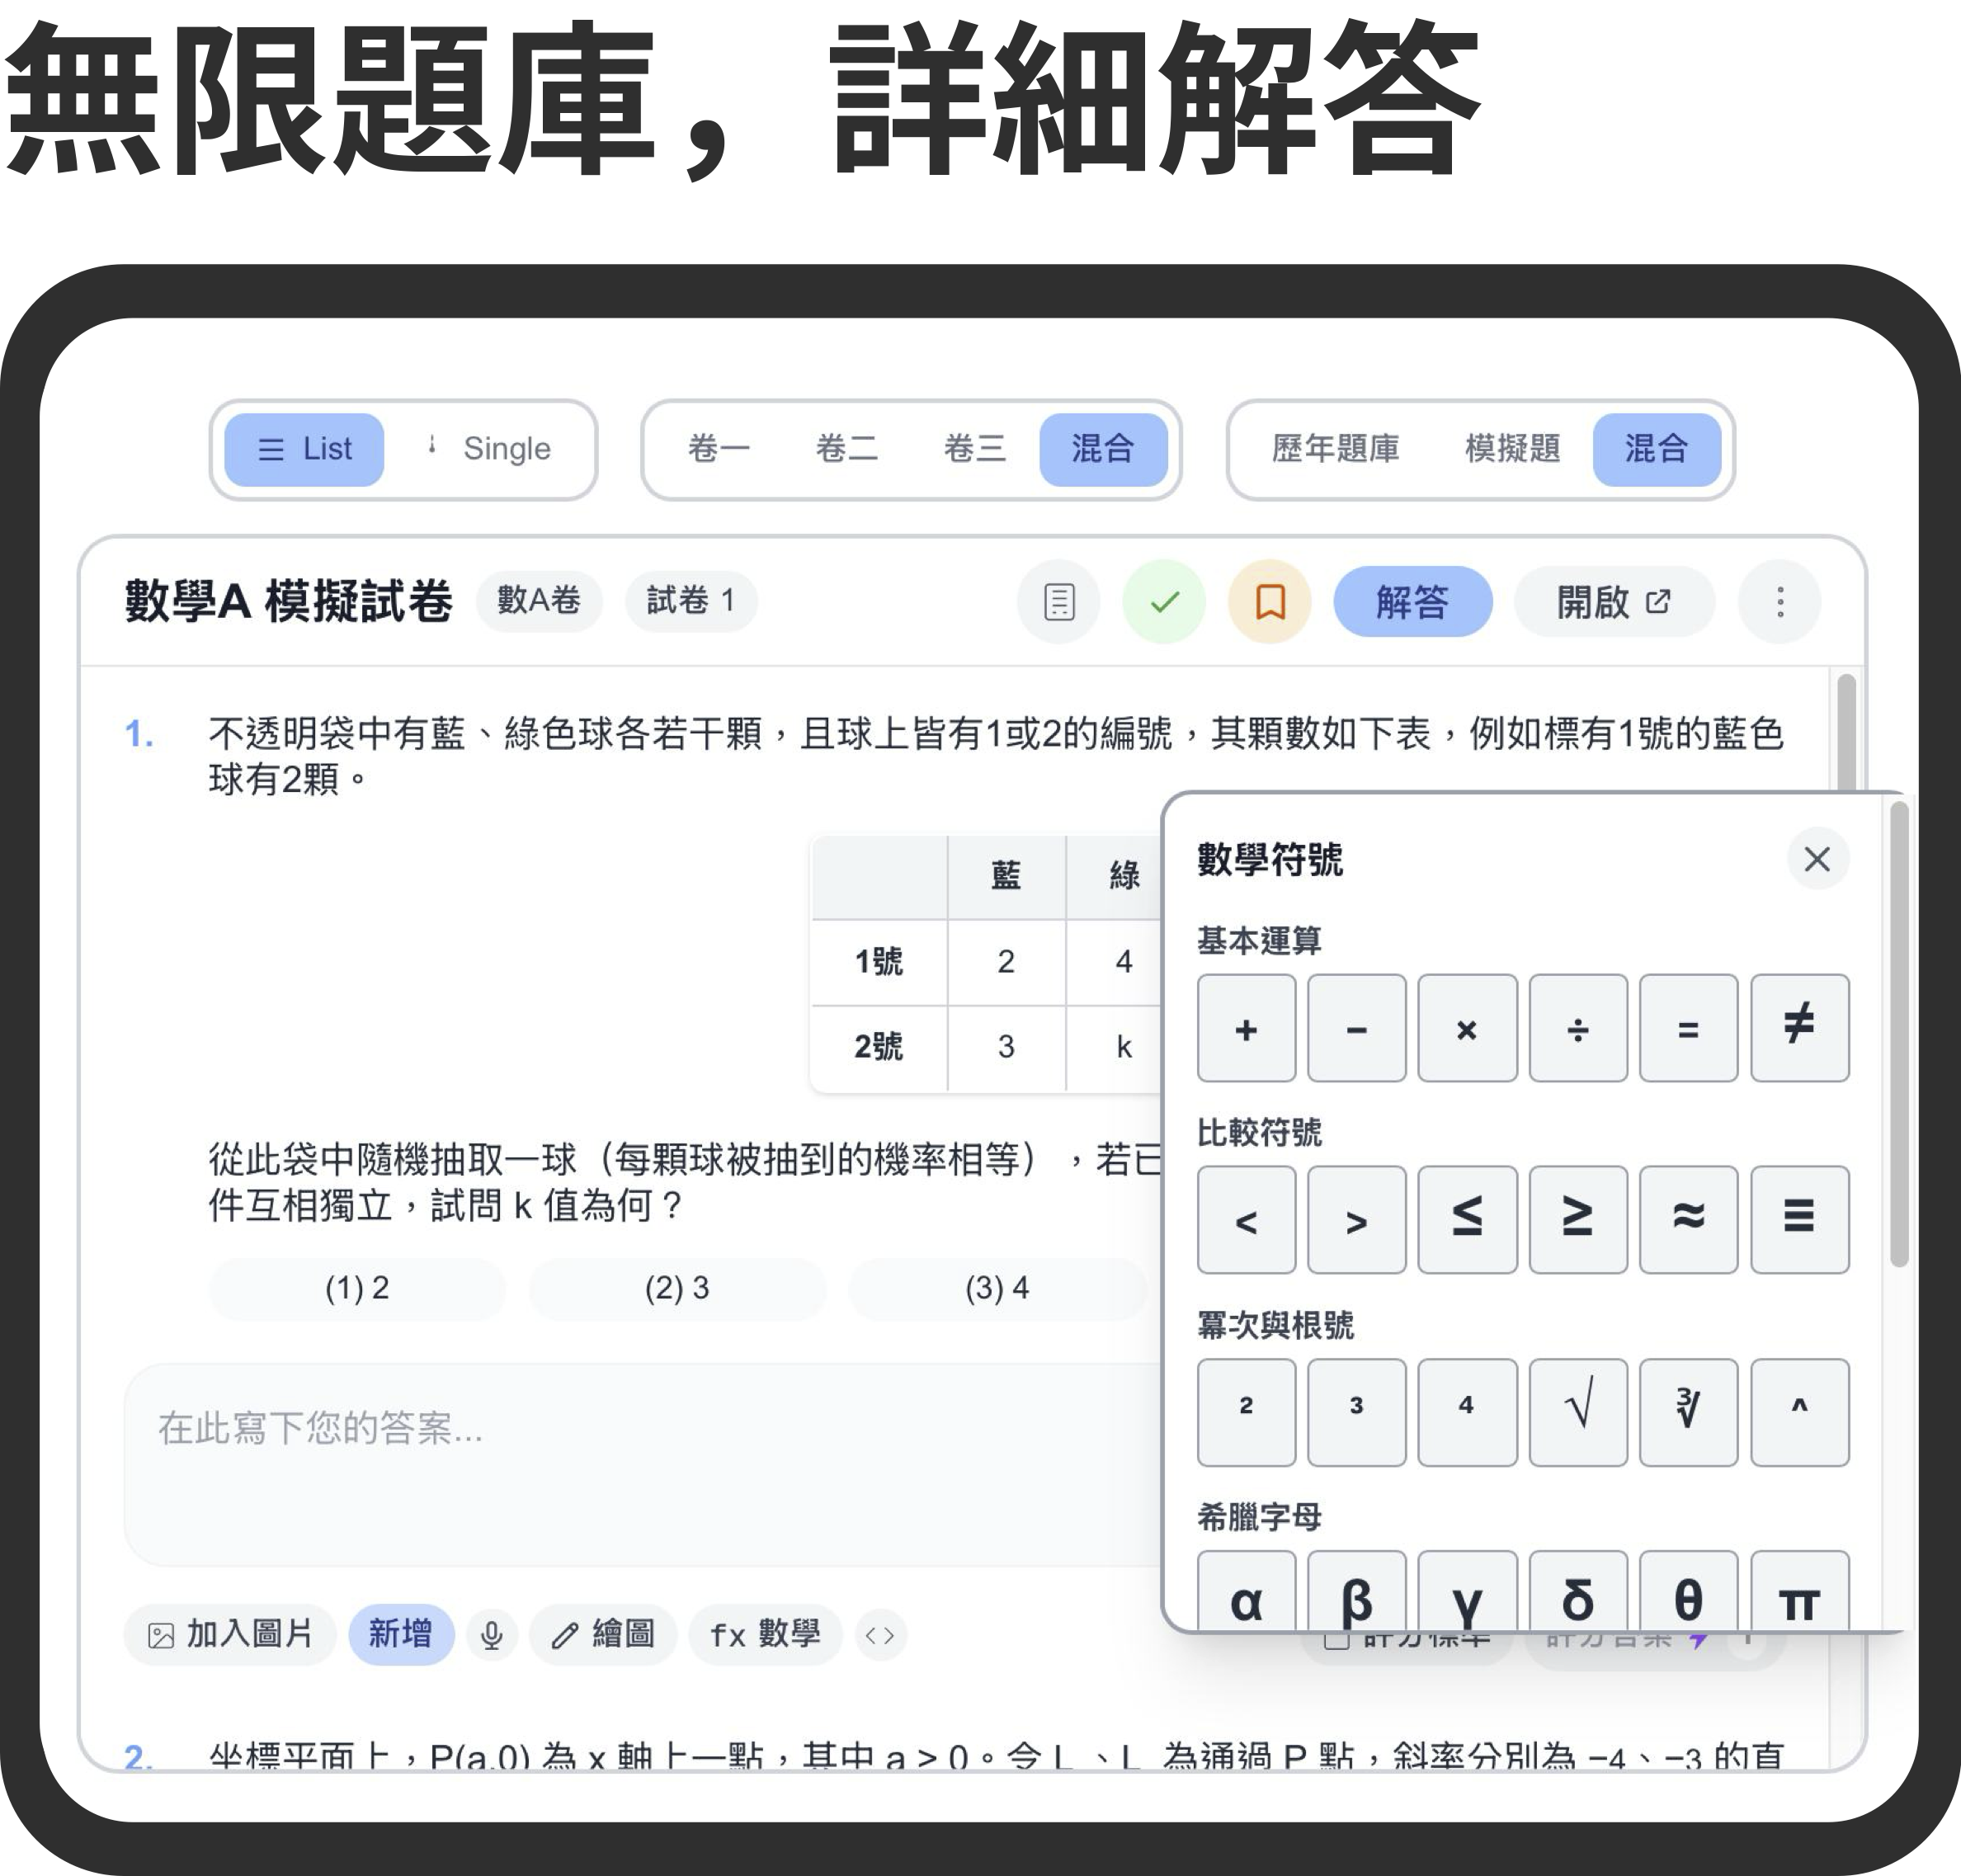 無限題庫，詳細解答
List Single 卷一 卷二 卷三 混合 歷年題庫 模擬題 混合
數學A 模擬試卷 數A卷 試卷 1 解答 開啟
1. 不透明袋中有藍、綠色球各若干顆，且球上皆有1或2的編號，其顆數如下表，例如標有1號的藍色
球有2顆。
藍 綠
1號 2 4
2號 3 k
從此袋中隨機抽取一球（每顆球被抽到的機率相等），若已
件互相獨立，試問 k 值為何？
(1) 2 (2) 3 (3) 4
在此寫下您的答案...
加入圖片 新增 繪圖 fx 數學 < >
數學符號
基本運算
+ − × ÷ = ≠
比較符號
< > ≤ ≥ ≈ ≡
冪次與根號
² ³ ⁴ √ ∛ ^
希臘字母
α β γ δ θ π
評分標準
2. 坐標平面上，P(a,0) 為 x 軸上一點，其中 a > 0。令 L 、L 為通過 P 點，斜率分別為 −4、−3 的直